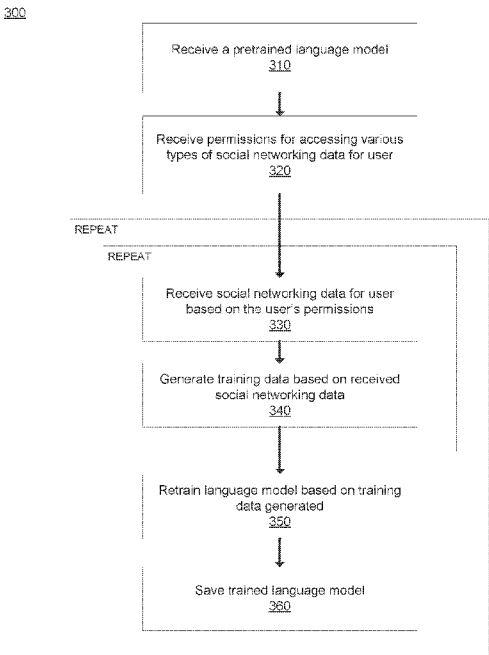 300
Receive a pretrained language model
310
Receive permissions for accessing various
types of social networking data for user
320
REPEAT
REPEAT
Receive social networking data for user
based on the user's permissions
330
Generate training data based on received
social networking data
340
Retrain language model based on training
data generated
350
Save trained language model
360